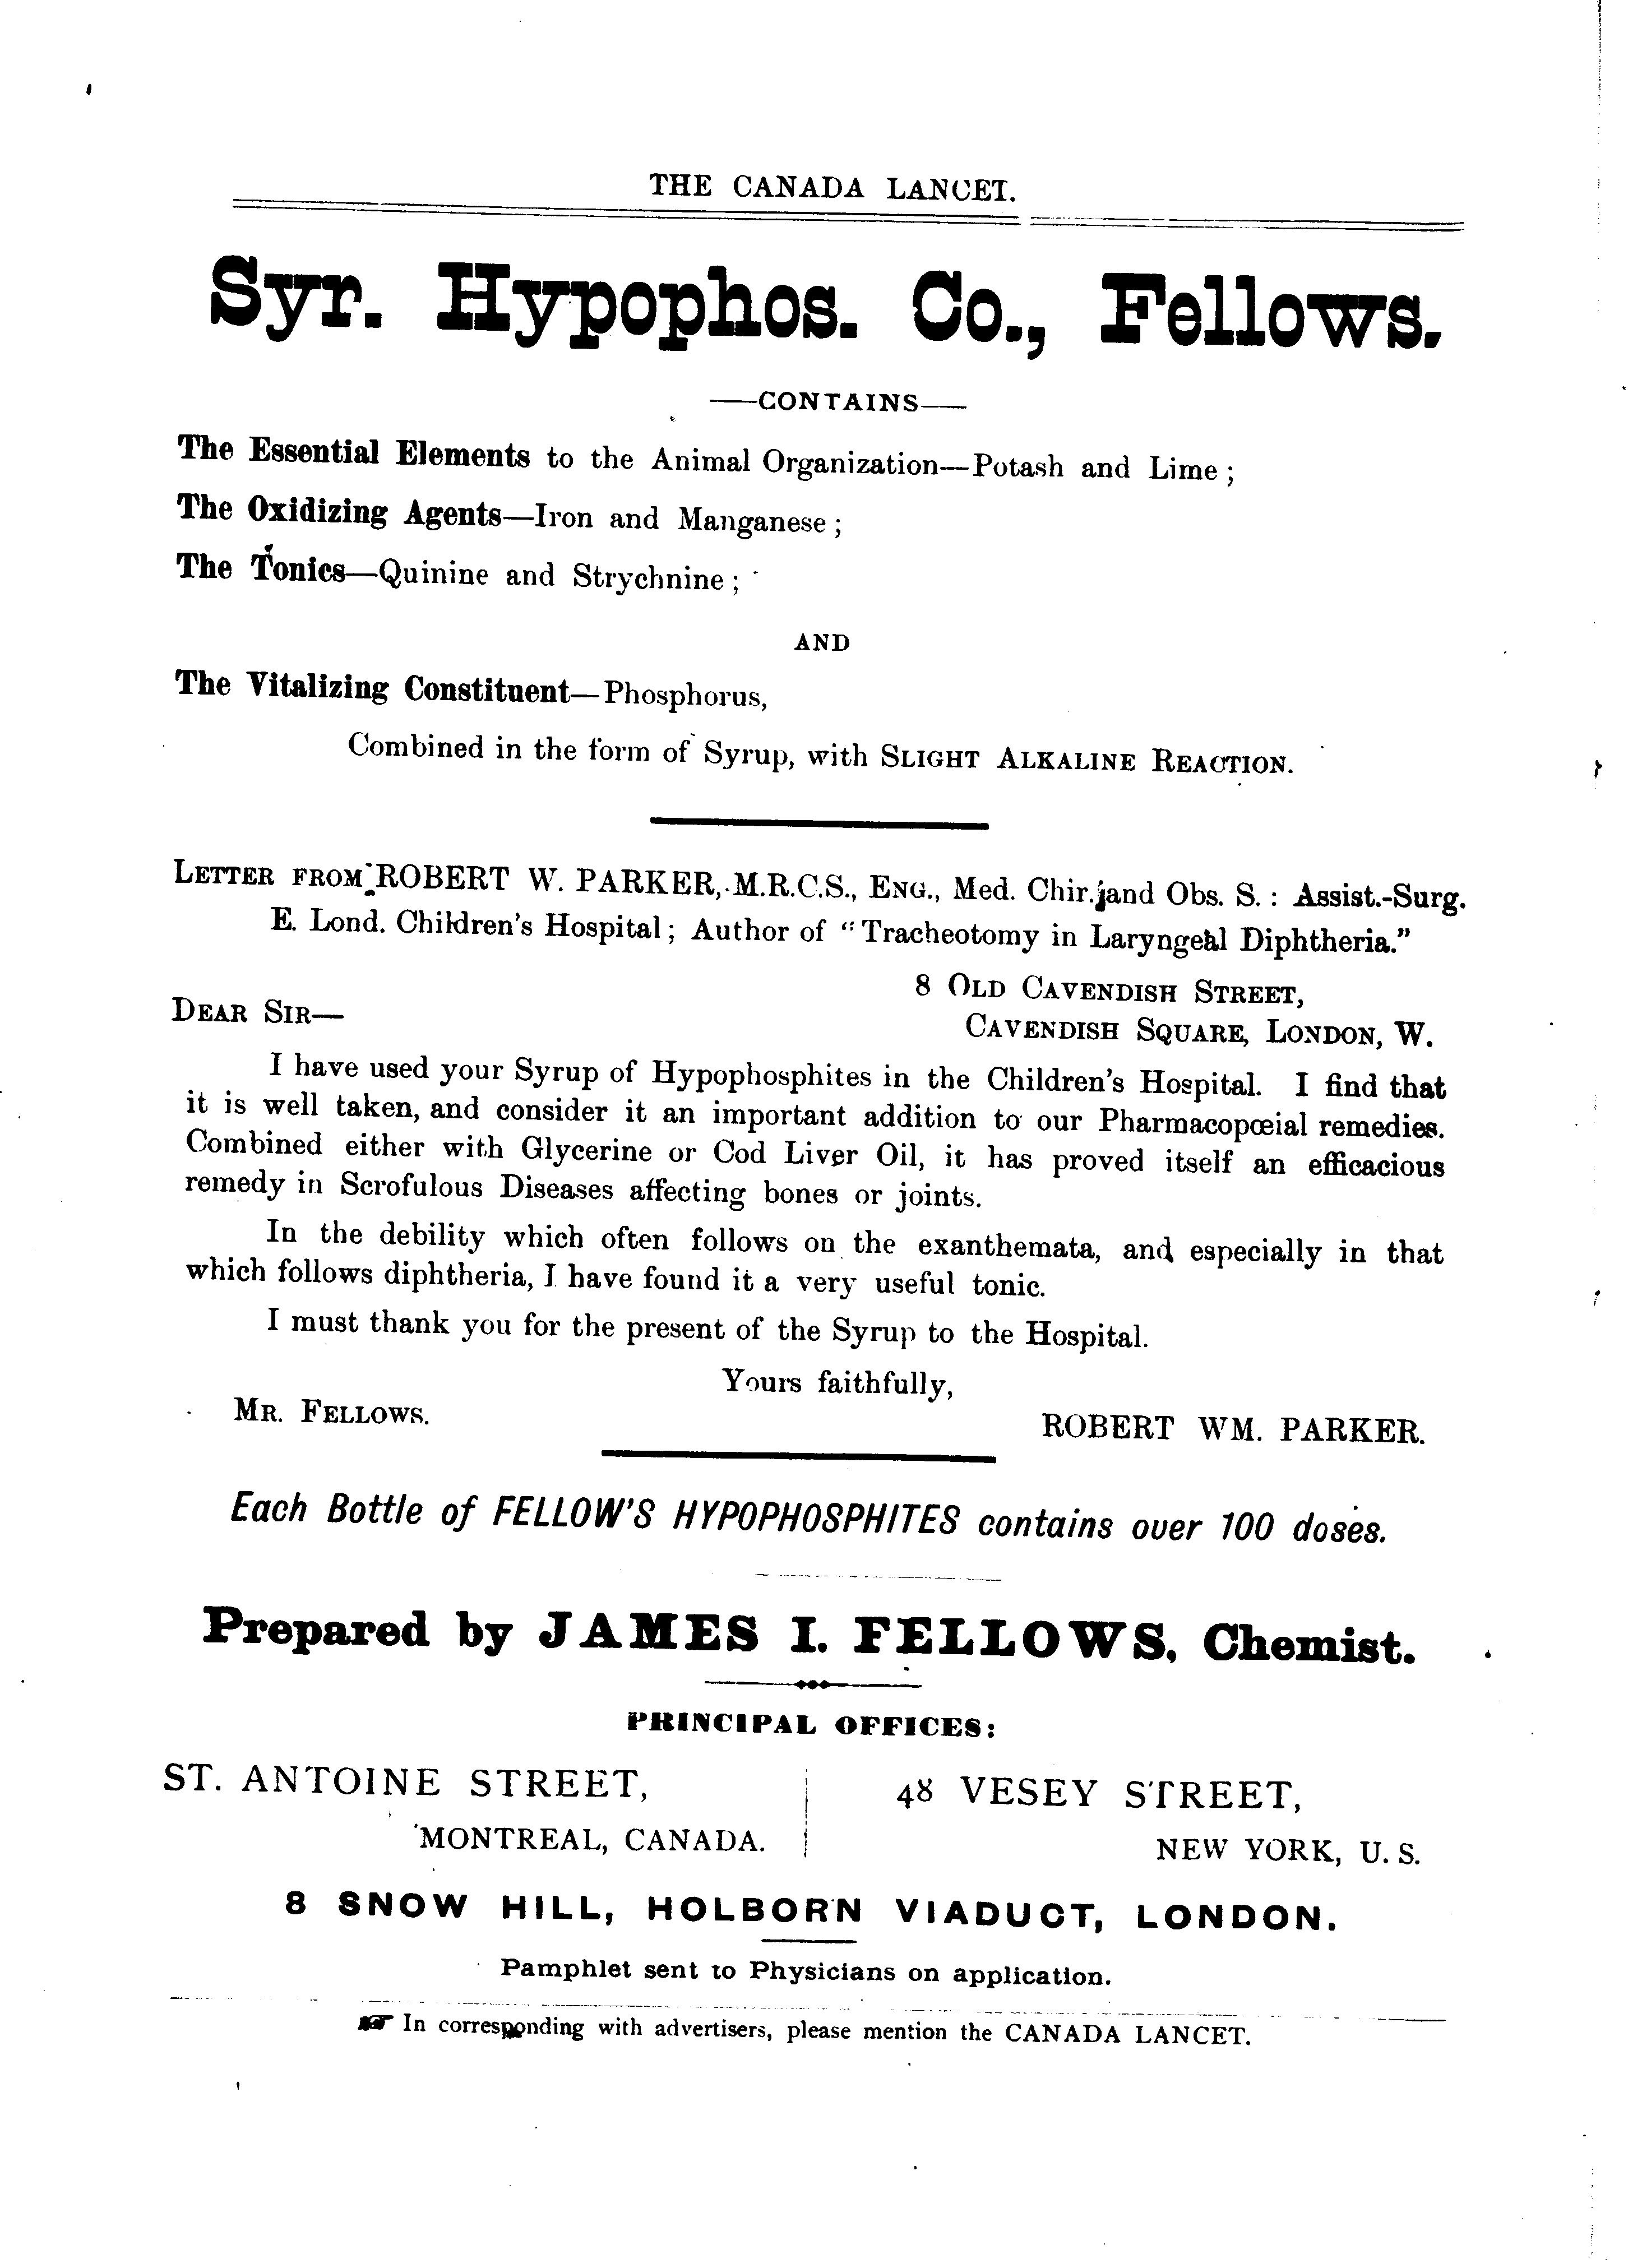 THE CANADA LANCET.
Syr. Hypophos. Co., Fellows.
—CONTAINS—
The Essential Elements to the Animal Organization—Potash and Lime ;
The Oxidizing Agents—Iron and Manganese ;
The Tonics—Quinine and Strychnine ;
AND
The Vitalizing Constituent—Phosphorus,
Combined in the form of Syrup, with SLIGHT ALKALINE REACTION.
LETTER FROM ROBERT W. PARKER, M.R.C.S., ENG., Med. Chir. and Obs. S. : Assist.-Surg.
E. Lond. Children's Hospital ; Author of "Tracheotomy in Laryngeal Diphtheria."
8 OLD CAVENDISH STREET,
DEAR SIR—
CAVENDISH SQUARE, LONDON, W.
I have used your Syrup of Hypophosphites in the Children's Hospital. I find that
it is well taken, and consider it an important addition to our Pharmacopœial remedies.
Combined either with Glycerine or Cod Liver Oil, it has proved itself an efficacious
remedy in Scrofulous Diseases affecting bones or joints.
In the debility which often follows on the exanthemata, and especially in that
which follows diphtheria, I have found it a very useful tonic.
I must thank you for the present of the Syrup to the Hospital.
Yours faithfully,
MR. FELLOWS.
ROBERT WM. PARKER.
Each Bottle of FELLOW'S HYPOPHOSPHITES contains over 100 doses.
Prepared by JAMES I. FELLOWS, Chemist.
PRINCIPAL OFFICES:
ST. ANTOINE STREET,
MONTREAL, CANADA.
48 VESEY STREET,
NEW YORK, U. S.
8 SNOW HILL, HOLBORN VIADUCT, LONDON.
Pamphlet sent to Physicians on application.
☛ In corresponding with advertisers, please mention the CANADA LANCET.